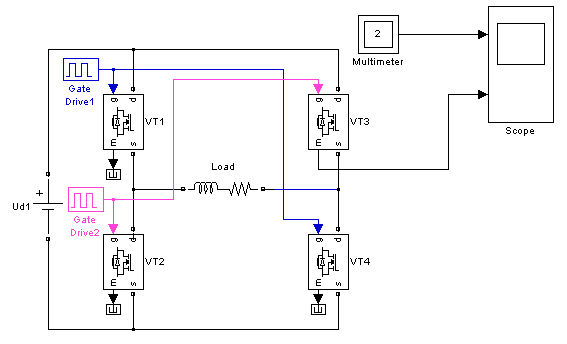 2
Multimeter
Scope
Gate
Drive1
g
d
m
s
VT1
g
d
m
s
VT3
Load
+
Ud1
Gate
Drive2
g
d
m
s
VT2
g
d
m
s
VT4